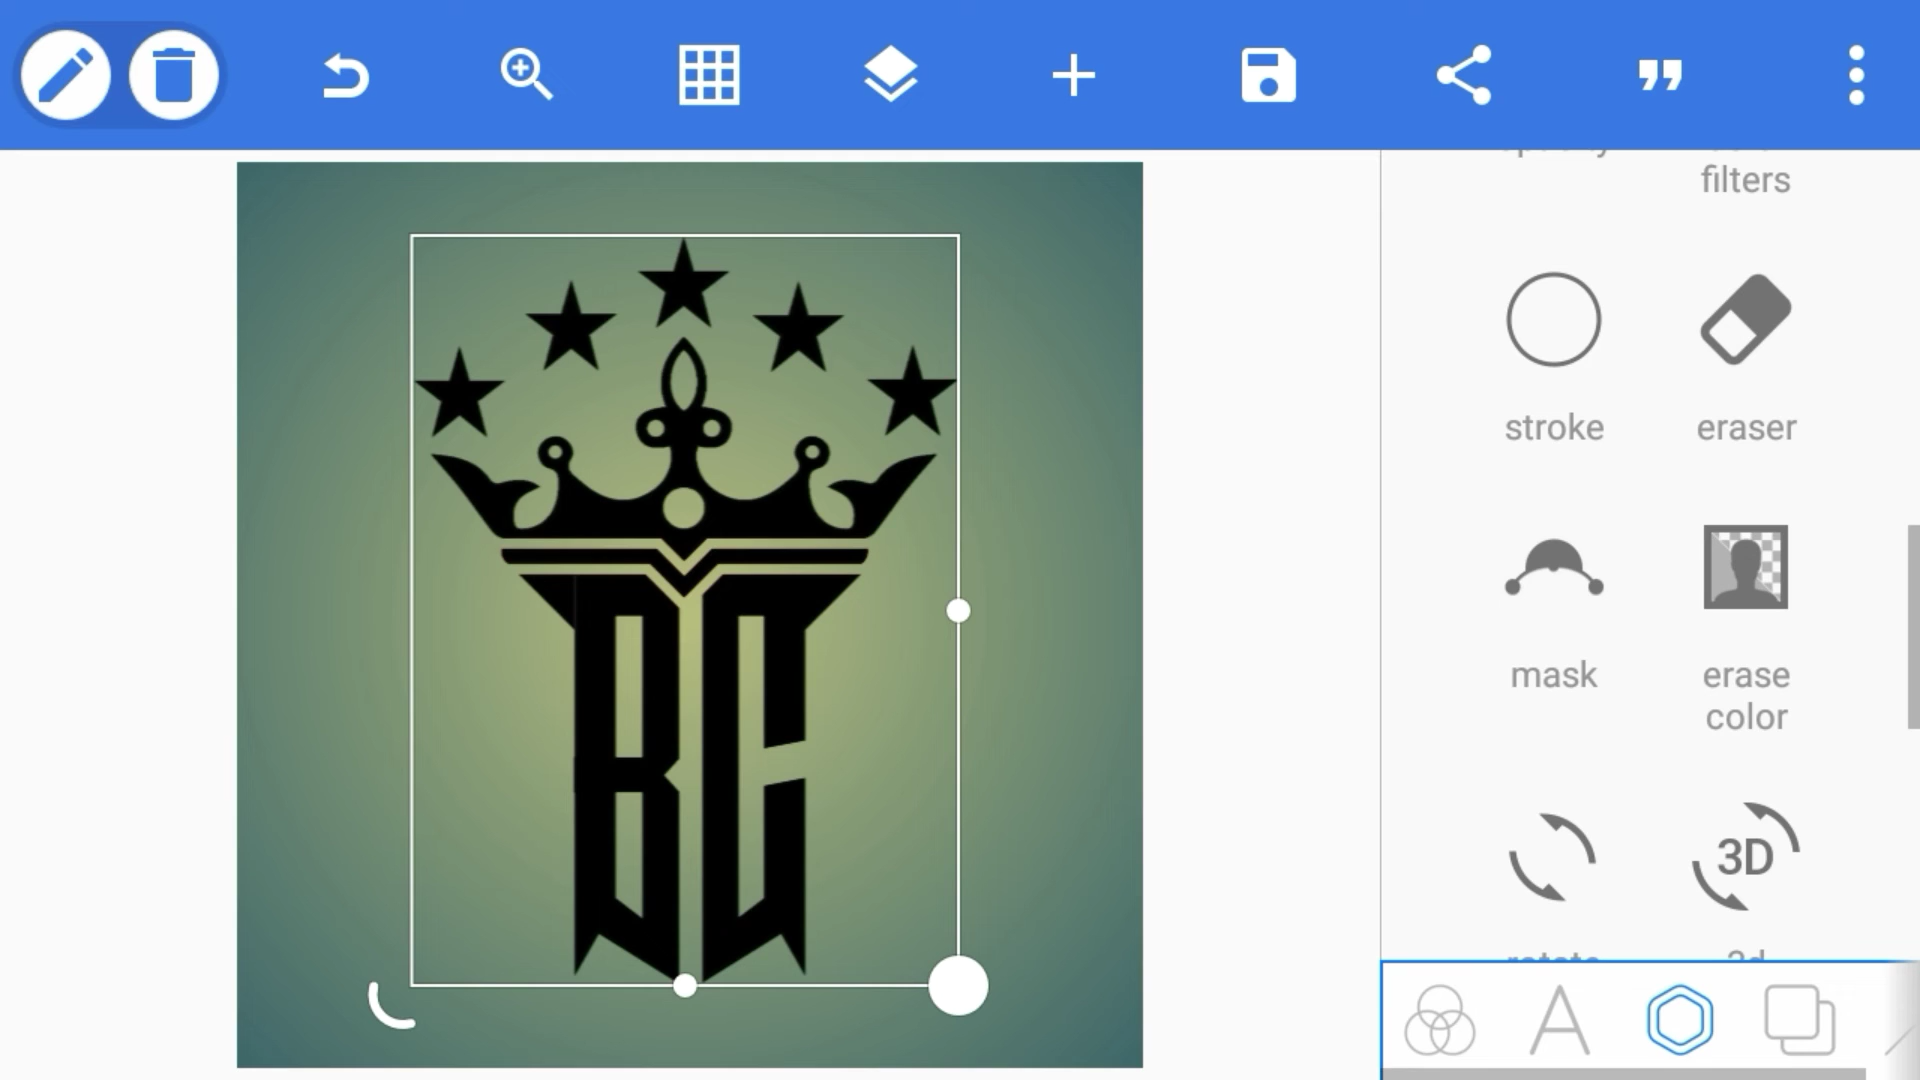 filters
stroke
eraser
mask
erase
color
3D
BC
rotate
3d
A